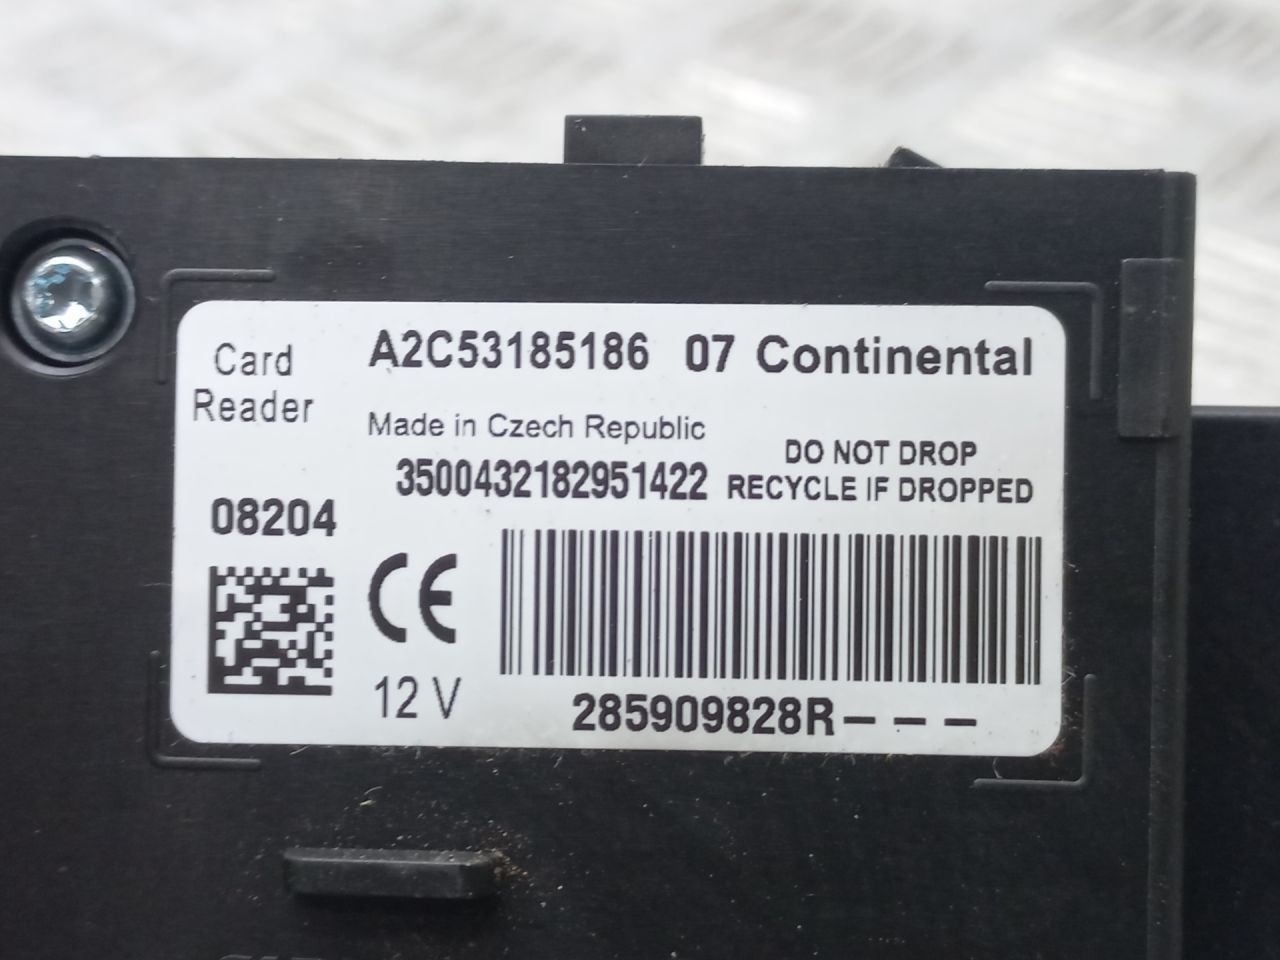 Card
Reader
A2C53185186 07 Continental
Made in Czech Republic
3500432182951422
DO NOT DROP
RECYCLE IF DROPPED
08204
CE
12 V
285909828R– – –